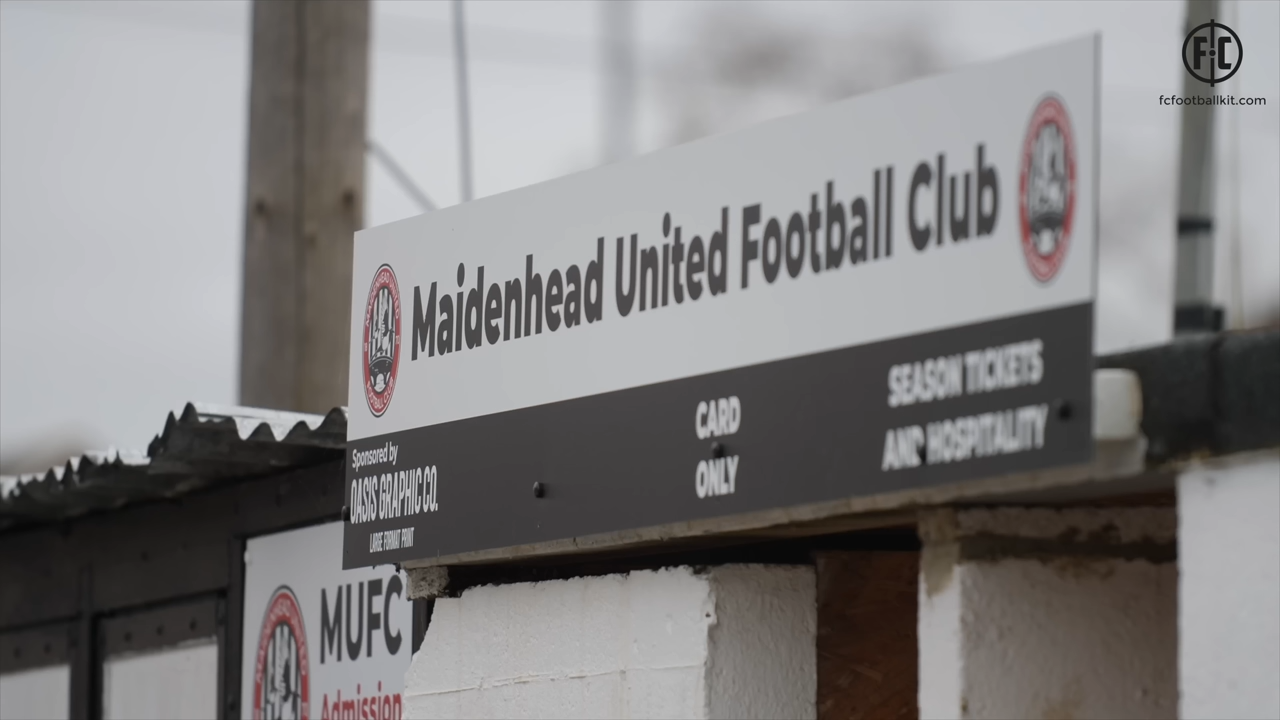 FC
fcfootballkit.com
Maidenhead United Football Club
Sponsored by
OASIS GRAPHIC CO.
LARGE FORMAT PRINT
CARD
ONLY
SEASON TICKETS
AND HOSPITALITY
MUFC
Admission